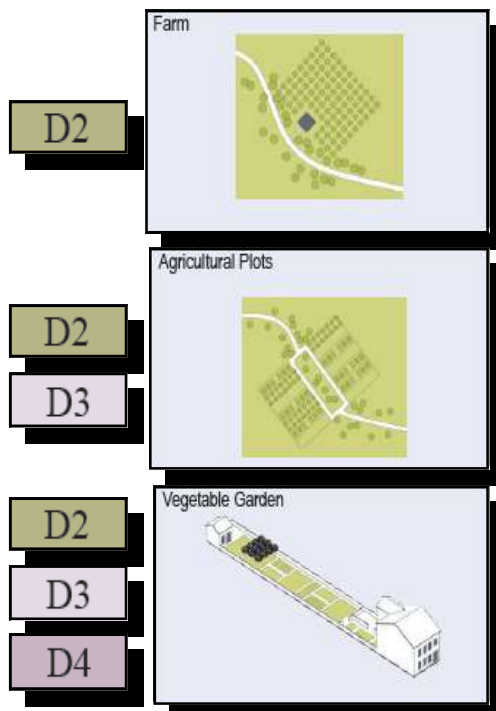 Farm
D2
Agricultural Plots
D2
D3
Vegetable Garden
D2
D3
D4